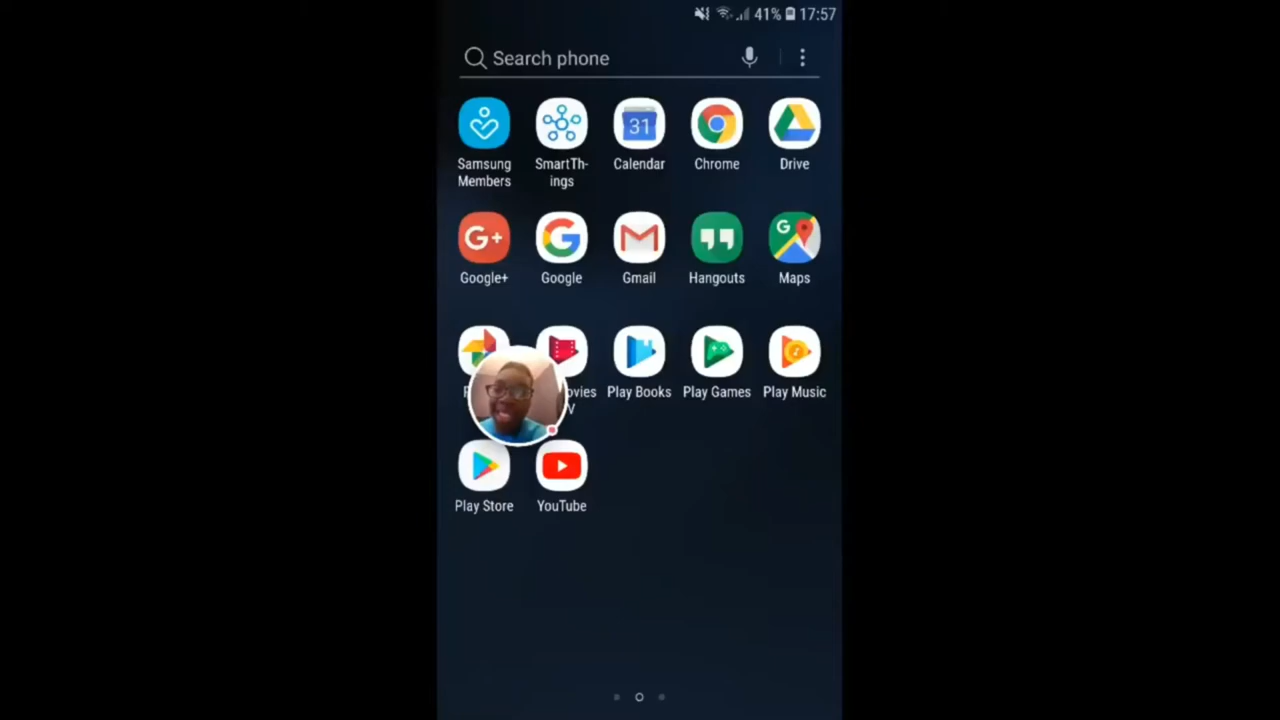 41% 17:57
Search phone
Samsung Members
SmartTh-ings
31
Calendar
Chrome
Drive
G+
Google+
G
Google
Gmail
Hangouts
G
Maps
Play Books
Play Games
Play Music
Play Store
YouTube